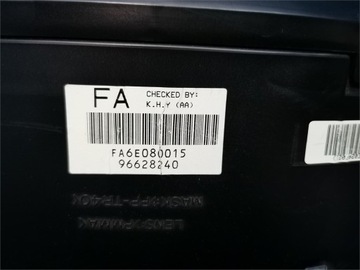 FA
CHECKED BY:
K.H.Y (AA)
FA6E080015
96628240